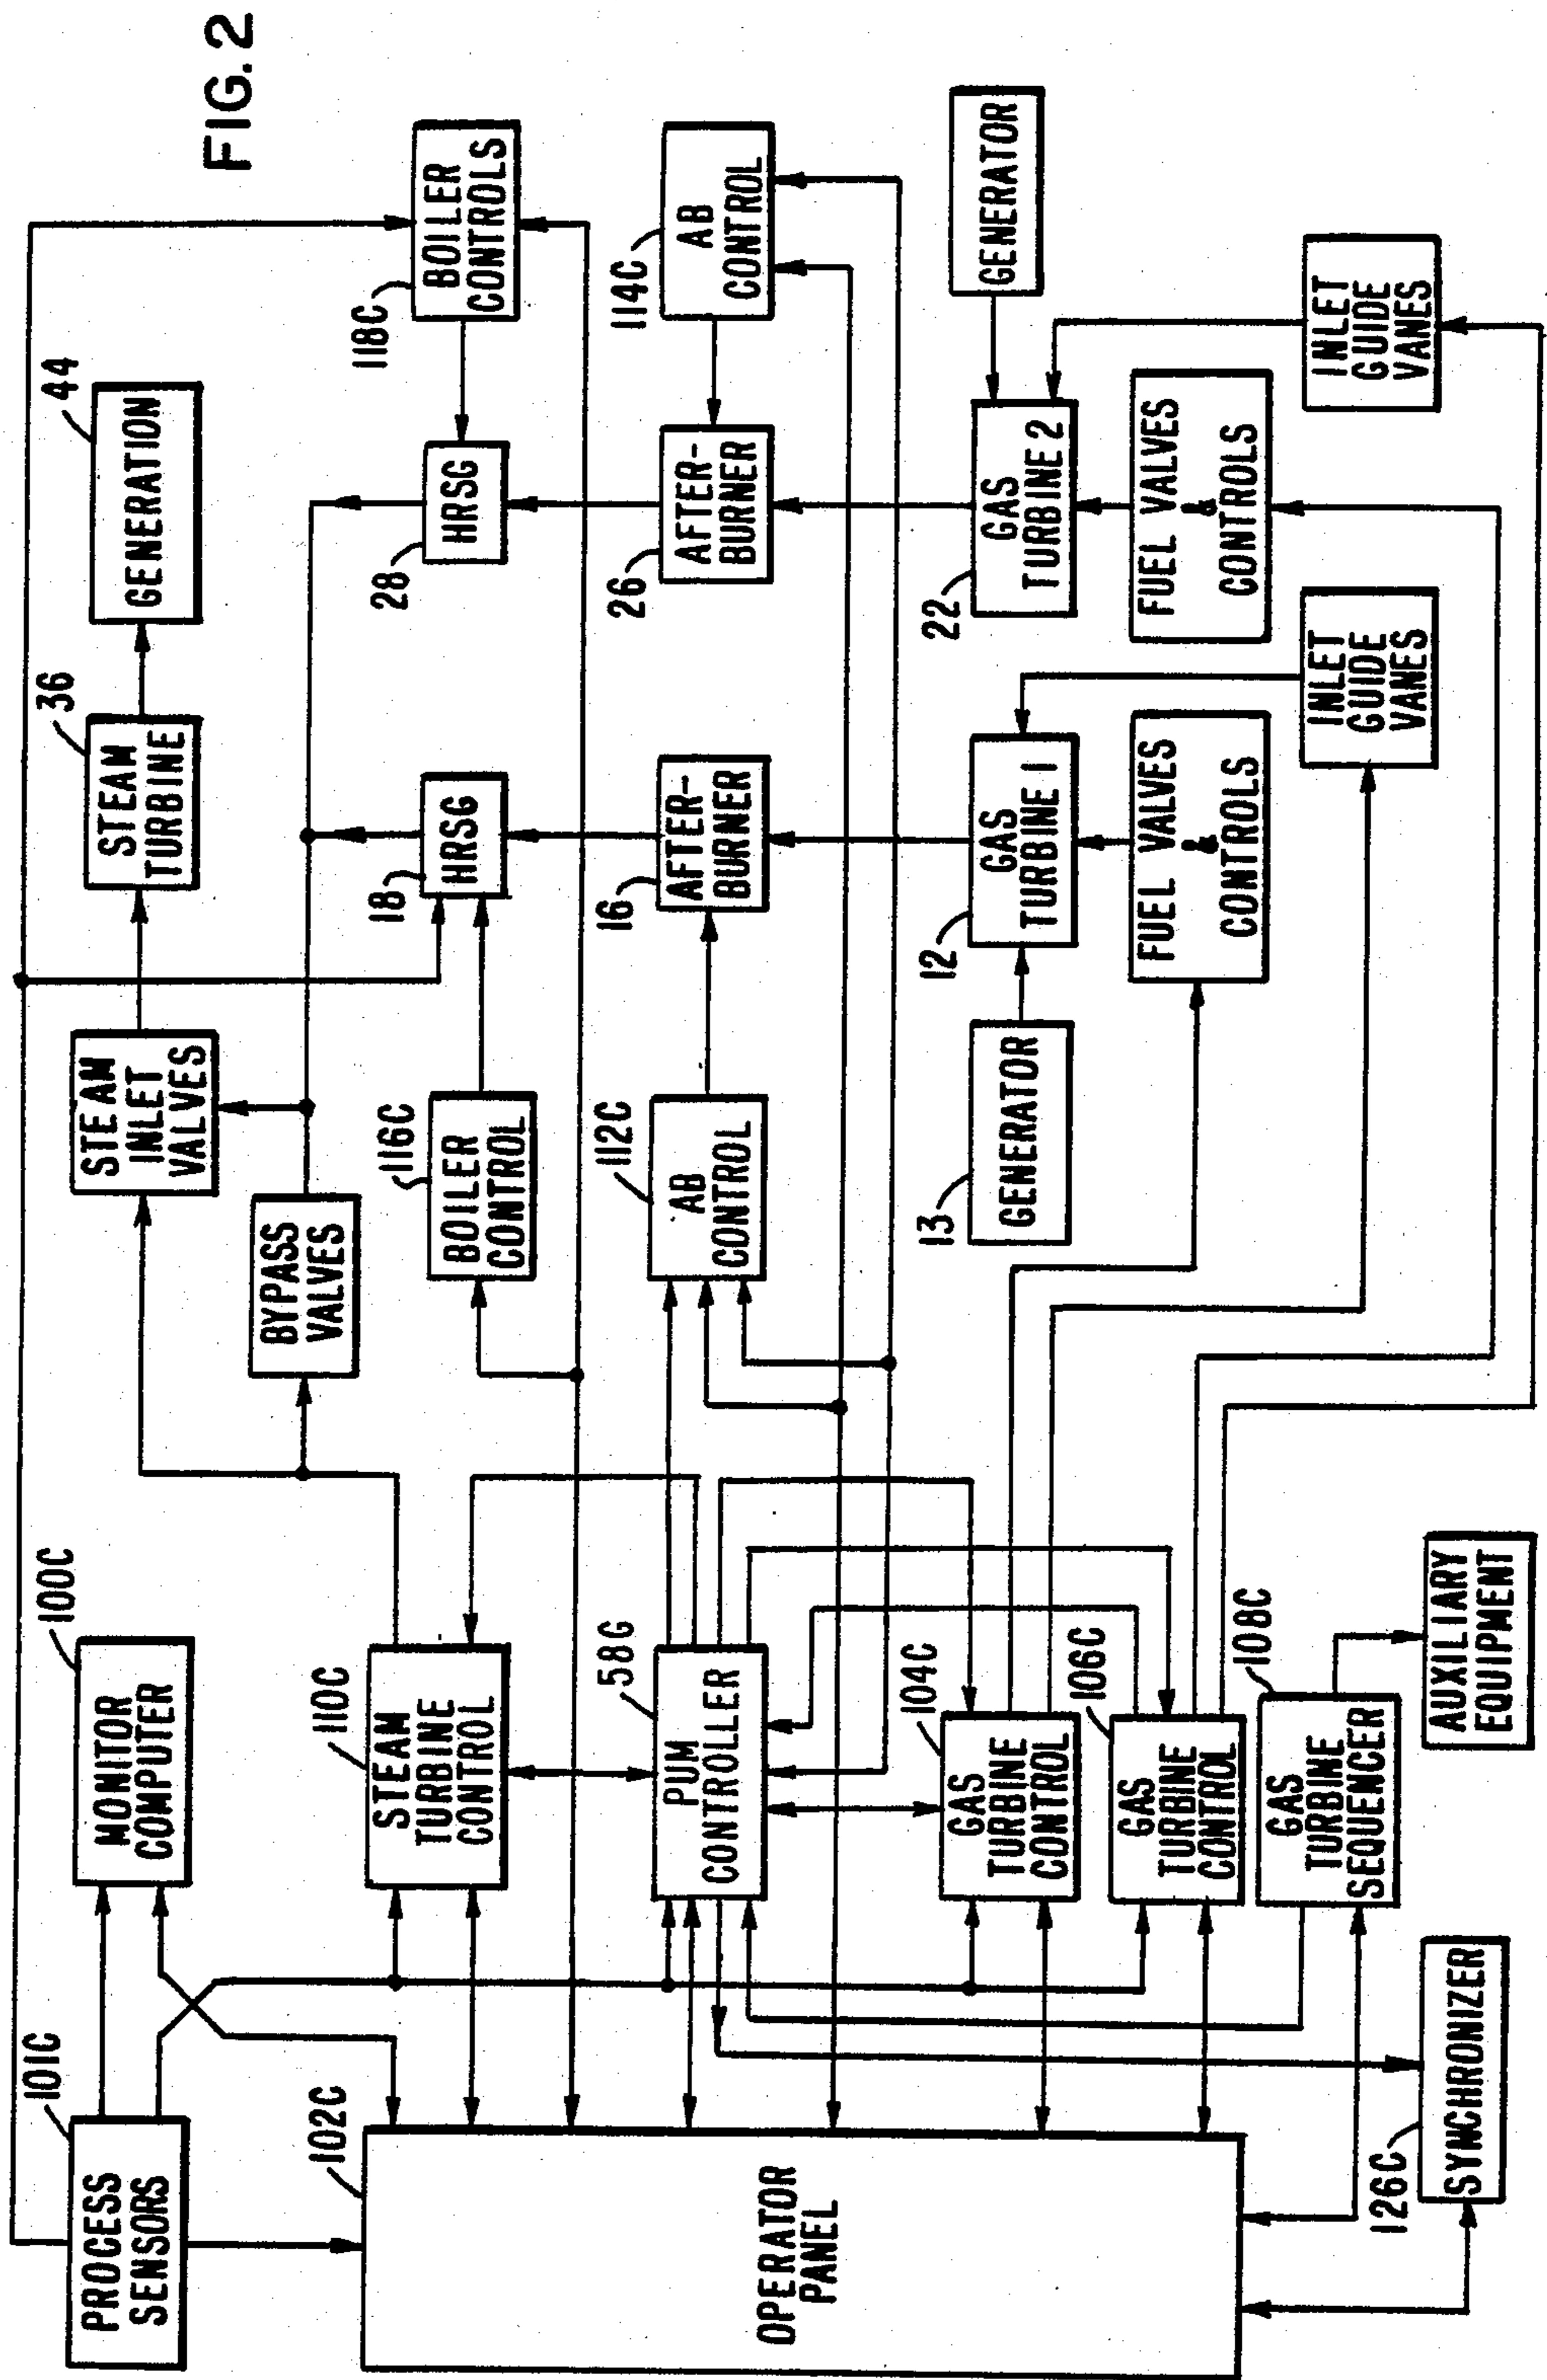 FIG. 2
101C
PROCESS
SENSORS
100C
MONITOR
COMPUTER
STEAM
INLET
VALVES
36
STEAM
TURBINE
44
GENERATION
BYPASS
VALVES
102C
OPERATOR
PANEL
110C
STEAM
TURBINE
CONTROL
116C
BOILER
CONTROL
18
HRSG
28
HRSG
118C
BOILER
CONTROLS
58G
PUM
CONTROLLER
112C
AB
CONTROL
16
AFTER-
BURNER
26
AFTER-
BURNER
114C
AB
CONTROL
104C
GAS
TURBINE
CONTROL
13
GENERATOR
12
GAS
TURBINE 1
22
GAS
TURBINE 2
GENERATOR
106C
GAS
TURBINE
CONTROL
FUEL VALVES
&
CONTROLS
FUEL VALVES
&
CONTROLS
108C
GAS
TURBINE
SEQUENCER
INLET
GUIDE
VANES
INLET
GUIDE
VANES
126C
SYNCHRONIZER
AUXILIARY
EQUIPMENT